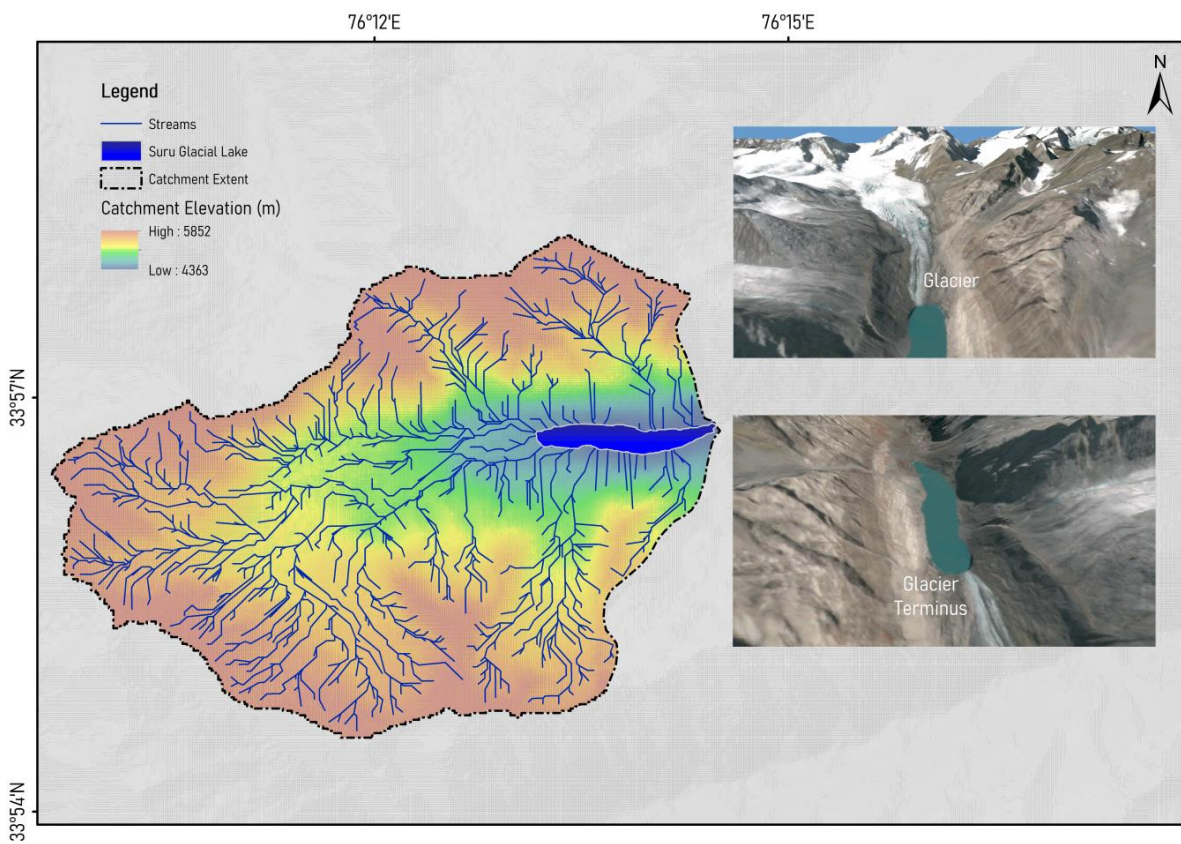 76°12'E
76°15'E
N
Legend
Streams
Suru Glacial Lake
Catchment Extent
Catchment Elevation (m)
High : 5852
Low : 4363
Glacier
33°57'N
Glacier
Terminus
33°54'N